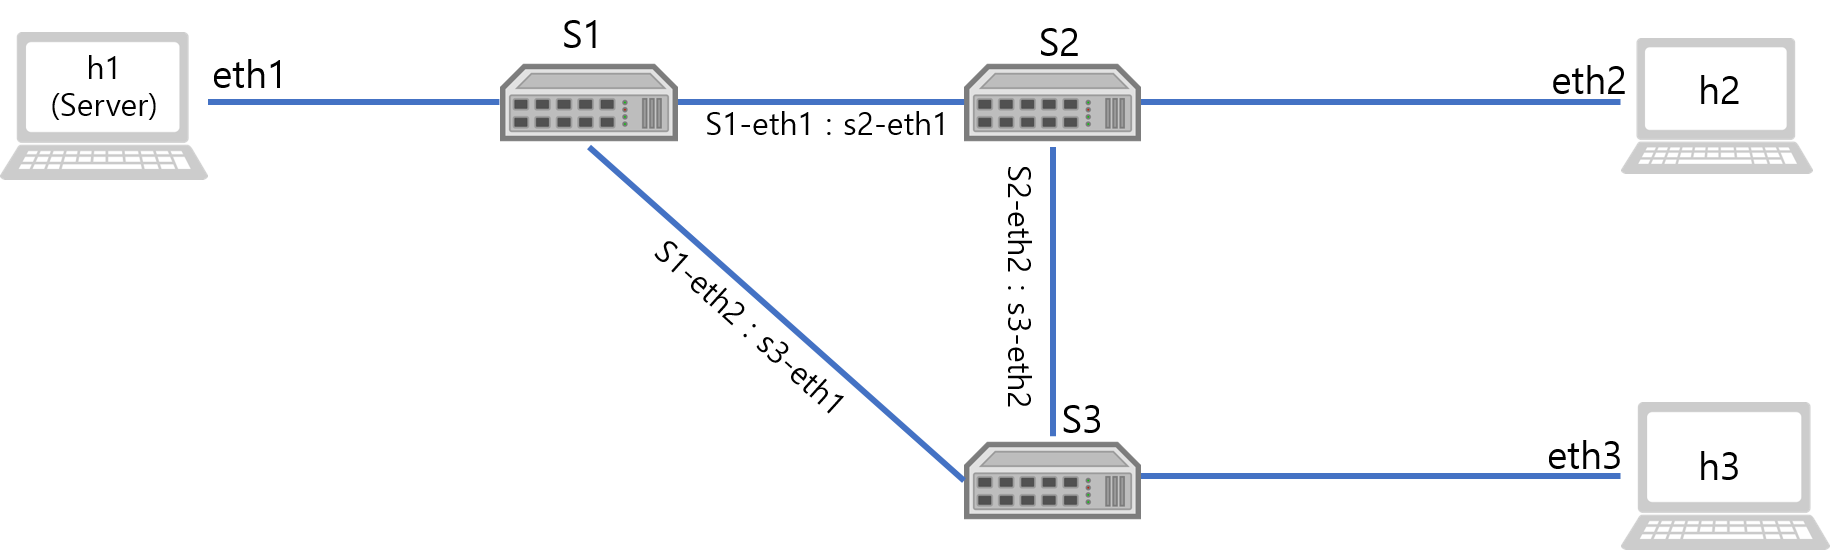 h1
(Server)
eth1
S1
S2
S1-eth1 : s2-eth1
eth2
h2
S1-eth2 : s3-eth1
S2-eth2 : s3-eth2
S3
eth3
h3